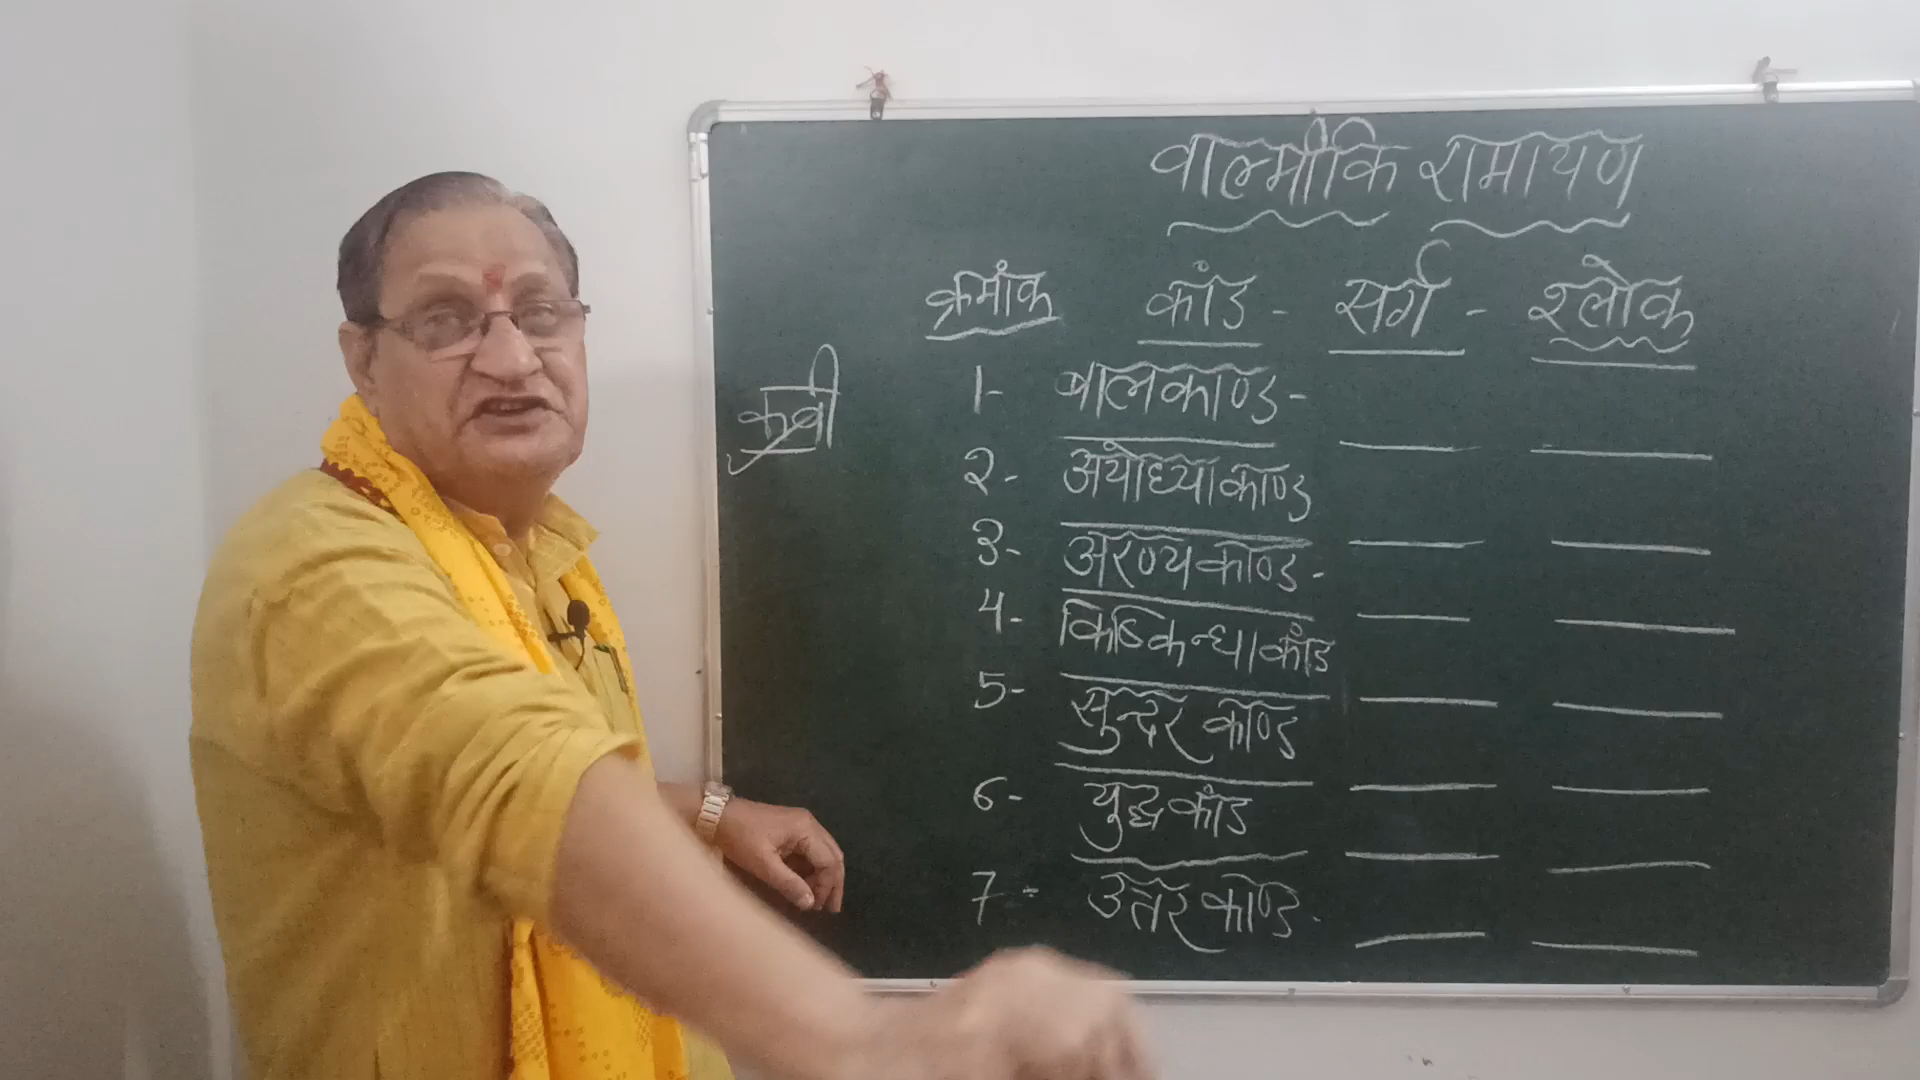 वाल्मीकि रामायण
क्रमांक कांड - सर्ग - श्लोक
1- बालकाण्ड-
2- अयोध्याकाण्ड
3- अरण्यकाण्ड-
4- किष्किन्धाकांड
5- सुन्दर काण्ड
6- युद्धकांड
7- उत्तर काण्ड-